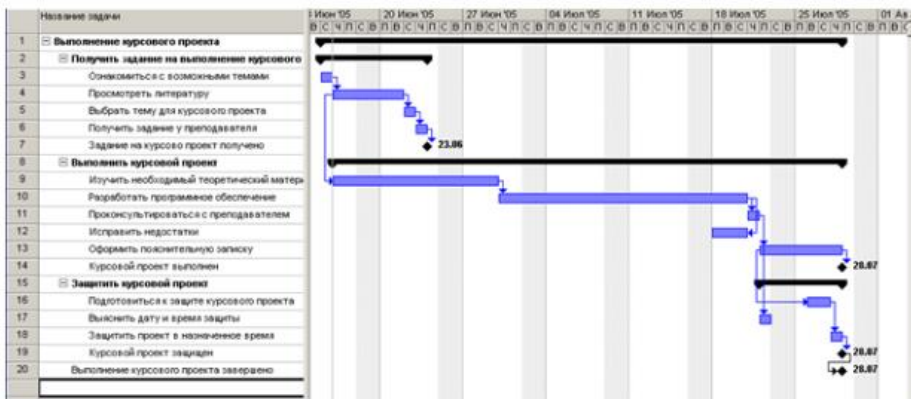 Название задачи
Июн '05 20 Июн '05 27 Июн '05 04 Июл '05 11 Июл '05 18 Июл '05 25 Июл '05 01 Ав
В С Ч П С В П В С Ч П С В П В С Ч П С В П В С Ч П С В П В С Ч П С В П В С Ч П С В П В С Ч П С В П В С
1 Выполнение курсового проекта
2 Получить задание на выполнение курсового
3 Ознакомиться с возможными темами
4 Просмотреть литературу
5 Выбрать тему для курсового проекта
6 Получить задание у преподавателя
7 Задание на курсово проект получено 23.06
8 Выполнить курсовой проект
9 Изучить необходимый теоретический матери
10 Разработать программное обеспечение
11 Проконсультироваться с преподавателем
12 Исправить недостатки
13 Оформить пояснительную записку
14 Курсовой проект выполнен 28.07
15 Защитить курсовой проект
16 Подготовиться к защите курсового проекта
17 Выяснить дату и время защиты
18 Защитить проект в назначенное время
19 Курсовой проект защищен 28.07
20 Выполнение курсового проекта завершено 28.07